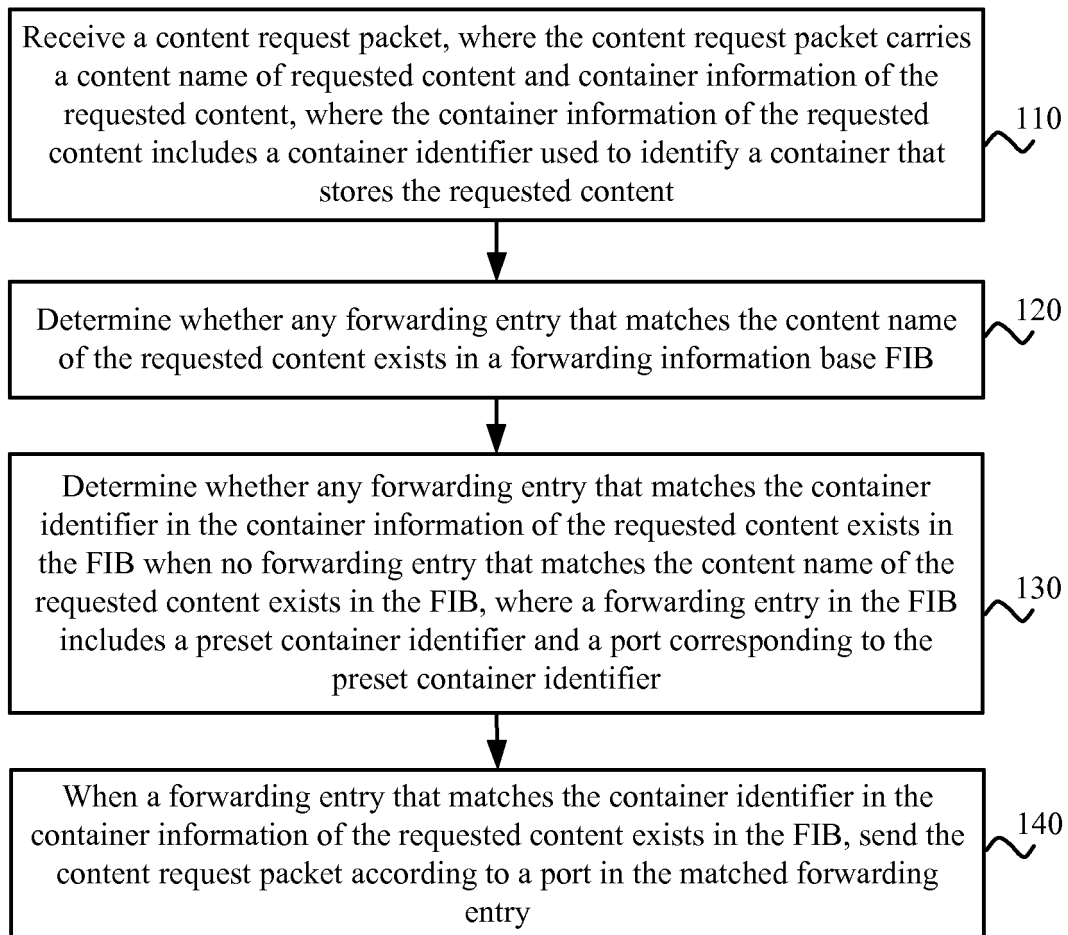 Receive a content request packet, where the content request packet carries
a content name of requested content and container information of the
requested content, where the container information of the requested
content includes a container identifier used to identify a container that
stores the requested content
110
Determine whether any forwarding entry that matches the content name
of the requested content exists in a forwarding information base FIB
120
Determine whether any forwarding entry that matches the container
identifier in the container information of the requested content exists in
the FIB when no forwarding entry that matches the content name of the
requested content exists in the FIB, where a forwarding entry in the FIB
includes a preset container identifier and a port corresponding to the
preset container identifier
130
When a forwarding entry that matches the container identifier in the
container information of the requested content exists in the FIB, send the
content request packet according to a port in the matched forwarding
entry
140